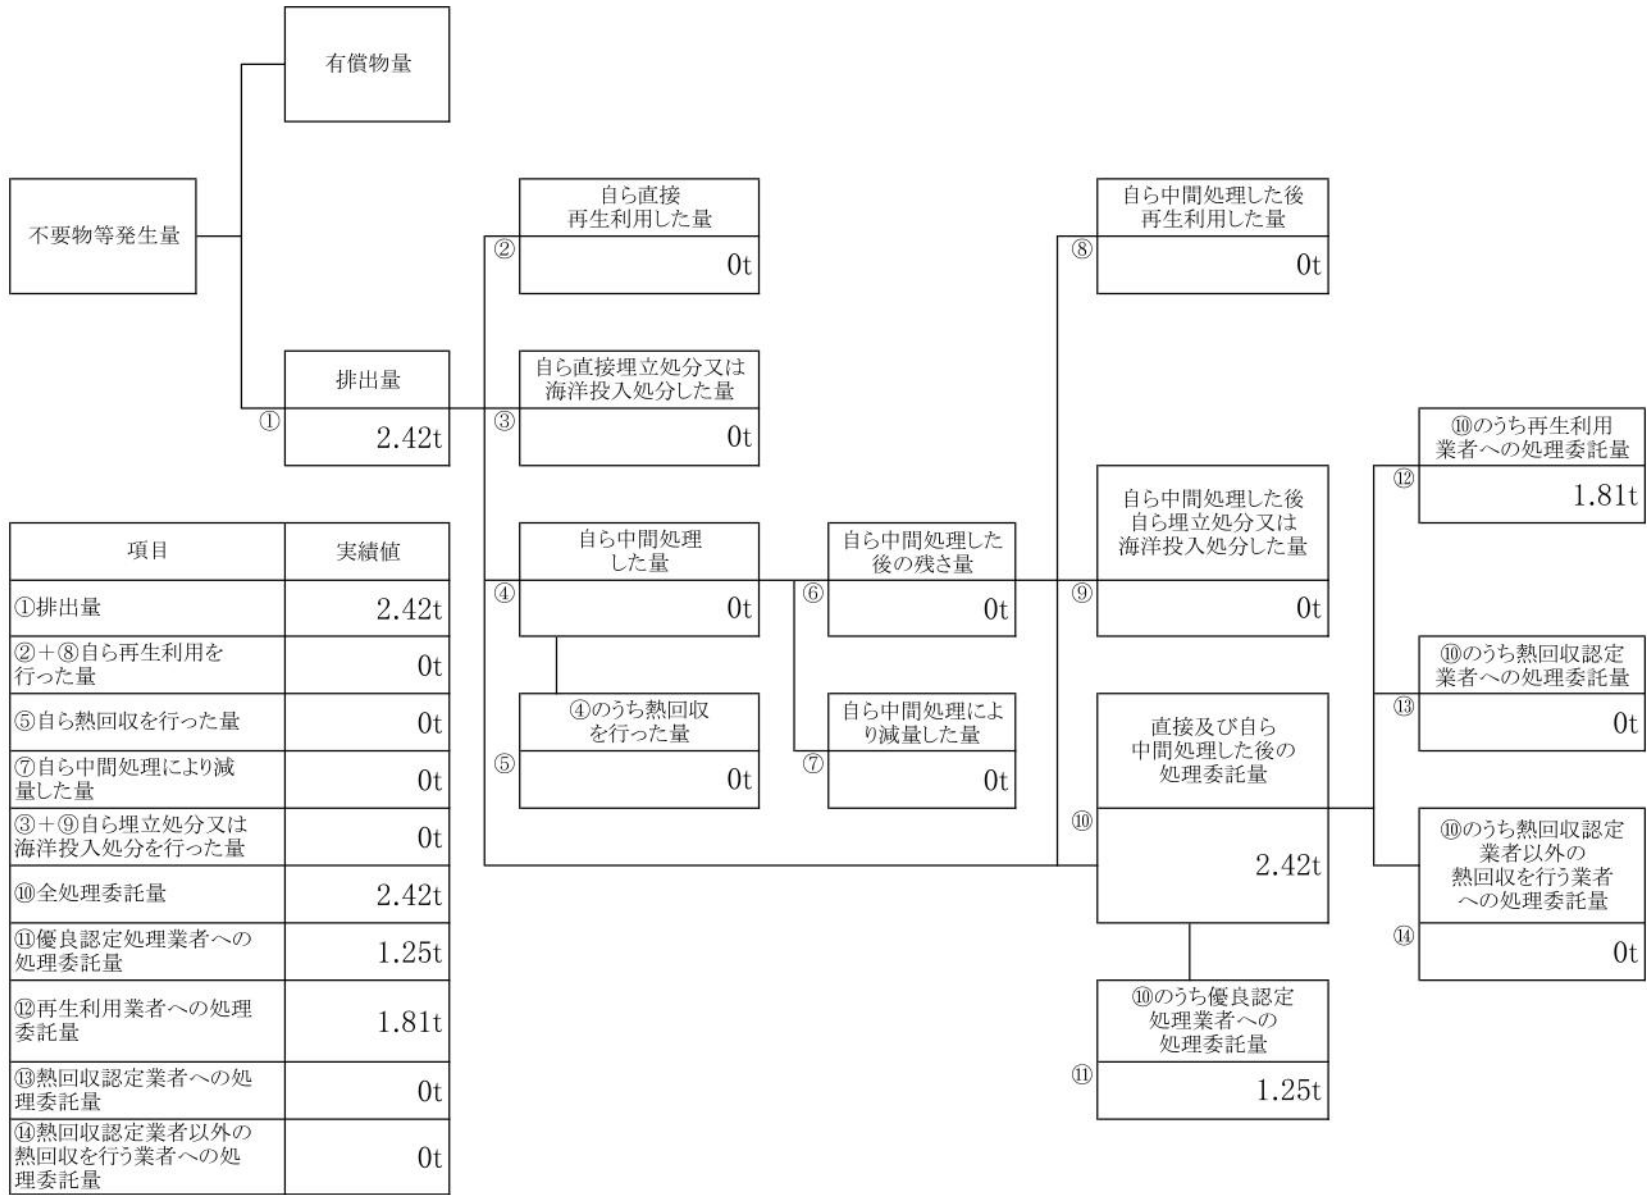 有償物量
不要物等発生量
排出量
①
2.42t
自ら直接
再生利用した量
②
0t
自ら直接埋立処分又は
海洋投入処分した量
③
0t
自ら中間処理
した量
④
0t
④のうち熱回収
を行った量
⑤
0t
自ら中間処理した
後の残さ量
⑥
0t
自ら中間処理によ
り減量した量
⑦
0t
自ら中間処理した後
再生利用した量
⑧
0t
自ら中間処理した後
自ら埋立処分又は
海洋投入処分した量
⑨
0t
直接及び自ら
中間処理した後の
処理委託量
⑩
2.42t
⑩のうち優良認定
処理業者への
処理委託量
⑪
1.25t
⑩のうち再生利用
業者への処理委託量
⑫
1.81t
⑩のうち熱回収認定
業者への処理委託量
⑬
0t
⑩のうち熱回収認定
業者以外の
熱回収を行う業者
への処理委託量
⑭
0t
項目 実績値
①排出量 2.42t
②+⑧自ら再生利用を
行った量 0t
⑤自ら熱回収を行った量 0t
⑦自ら中間処理により減
量した量 0t
③+⑨自ら埋立処分又は
海洋投入処分を行った量 0t
⑩全処理委託量 2.42t
⑪優良認定処理業者への
処理委託量 1.25t
⑫再生利用業者への処理
委託量 1.81t
⑬熱回収認定業者への処
理委託量 0t
⑭熱回収認定業者以外の
熱回収を行う業者への処
理委託量 0t